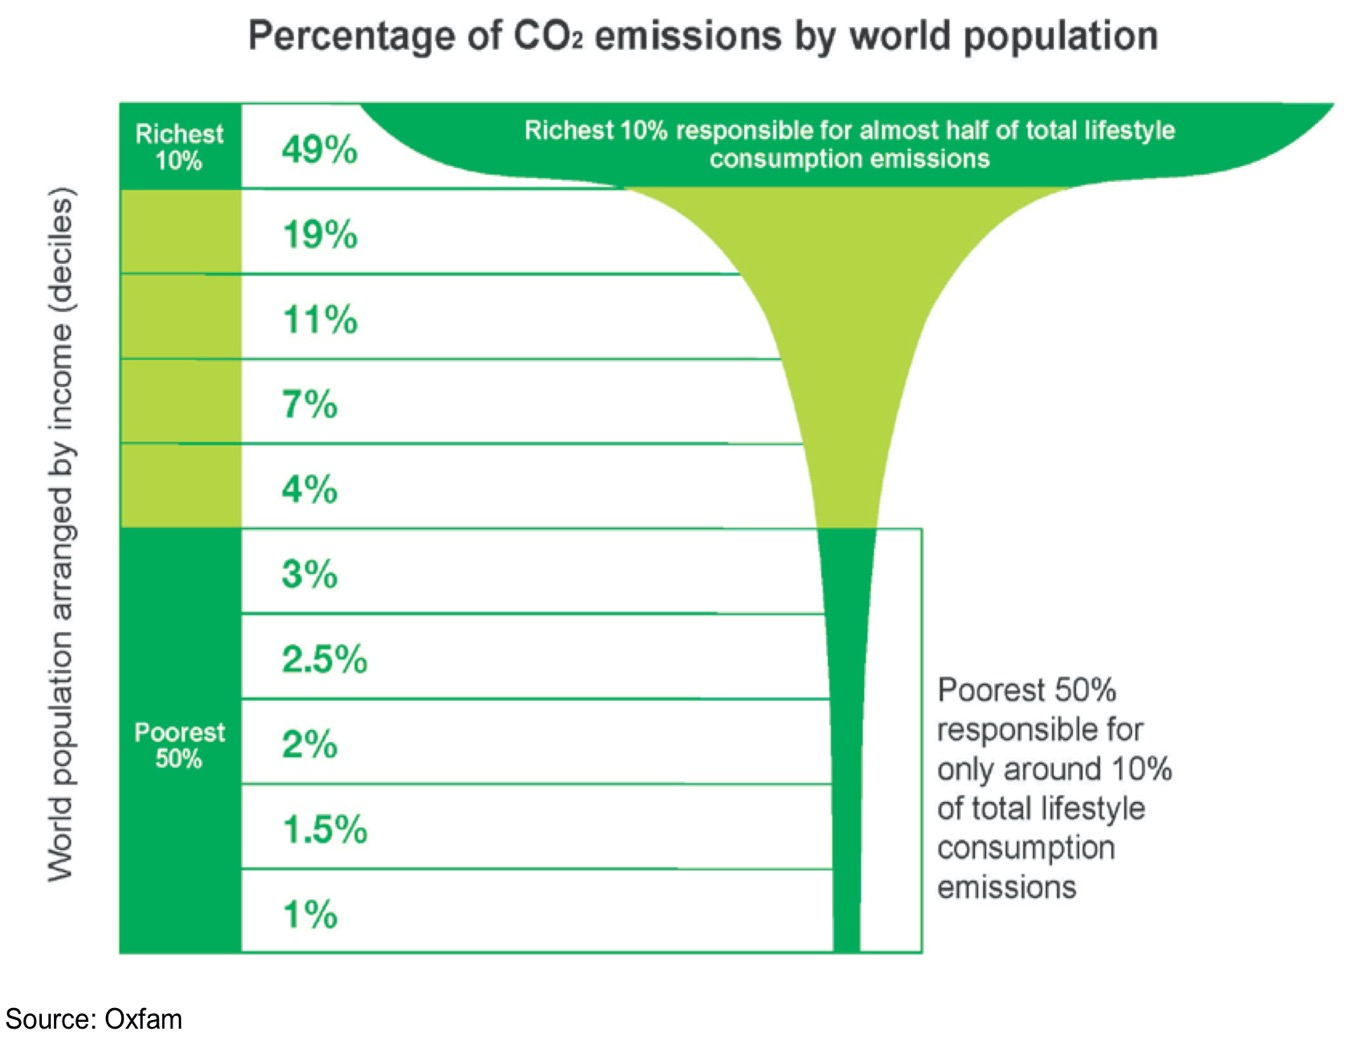 Percentage of CO₂ emissions by world population
World population arranged by income (deciles)
Richest
10%
49%
Richest 10% responsible for almost half of total lifestyle
consumption emissions
19%
11%
7%
4%
3%
2.5%
2%
1.5%
1%
Poorest
50%
Poorest 50%
responsible for
only around 10%
of total lifestyle
consumption
emissions
Source: Oxfam